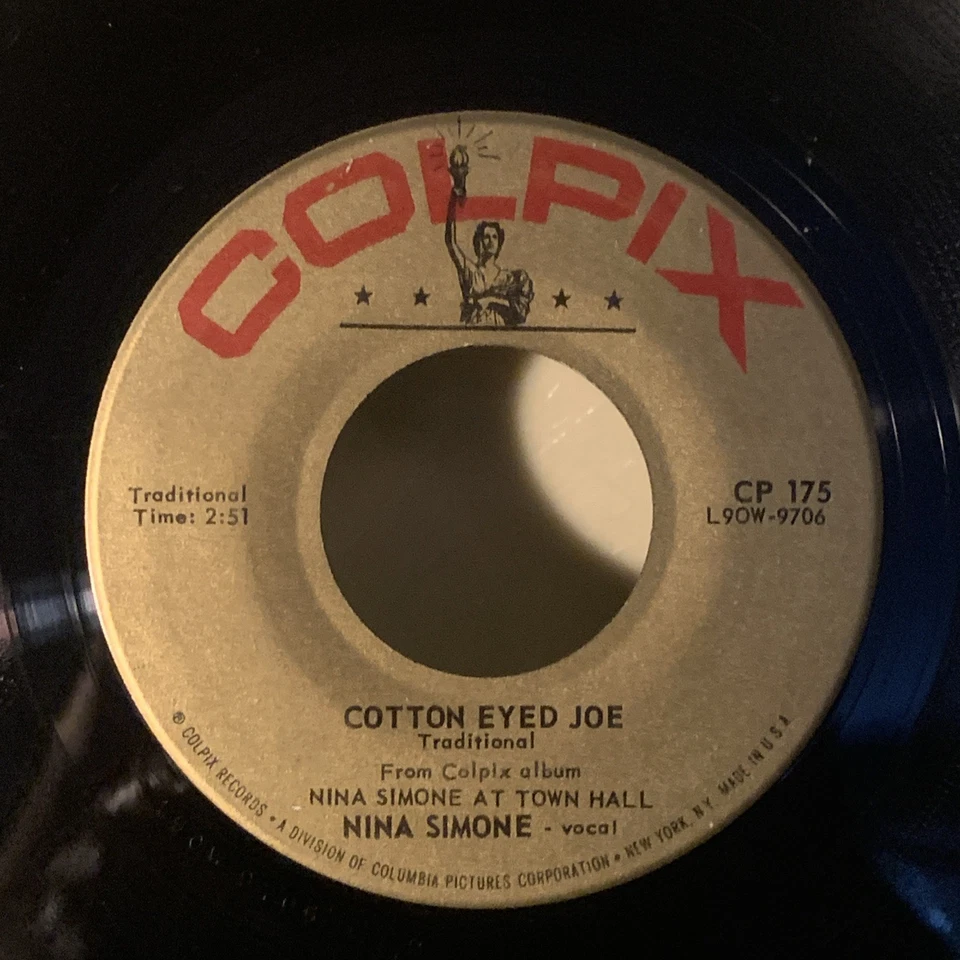 COLPIX
Traditional
Time: 2:51
CP 175
L9OW-9706
COTTON EYED JOE
Traditional
From Colpix album
NINA SIMONE AT TOWN HALL
NINA SIMONE - vocal
® COLPIX RECORDS • A DIVISION OF COLUMBIA PICTURES CORPORATION • NEW YORK, N.Y. MADE IN U S A